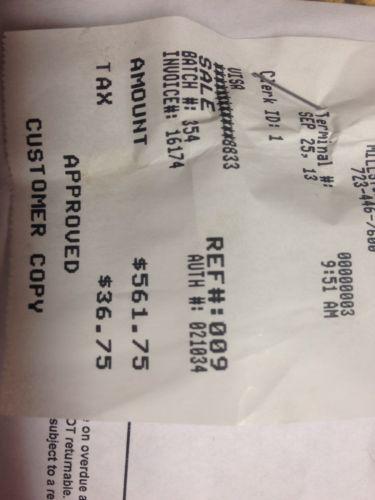 723-446-7600
Terminal #: 00000003
SEP 25, 13 9:51 AM
Clerk ID: 1
VISA
xxxxxxxxxxxx8833
SALE REF#:009
BATCH #: 354 AUTH #: 021034
INVOICE#: 16174
AMOUNT $561.75
TAX $36.75
APPROVED
CUSTOMER COPY
on overdue a
OT returnable.
subject to a re